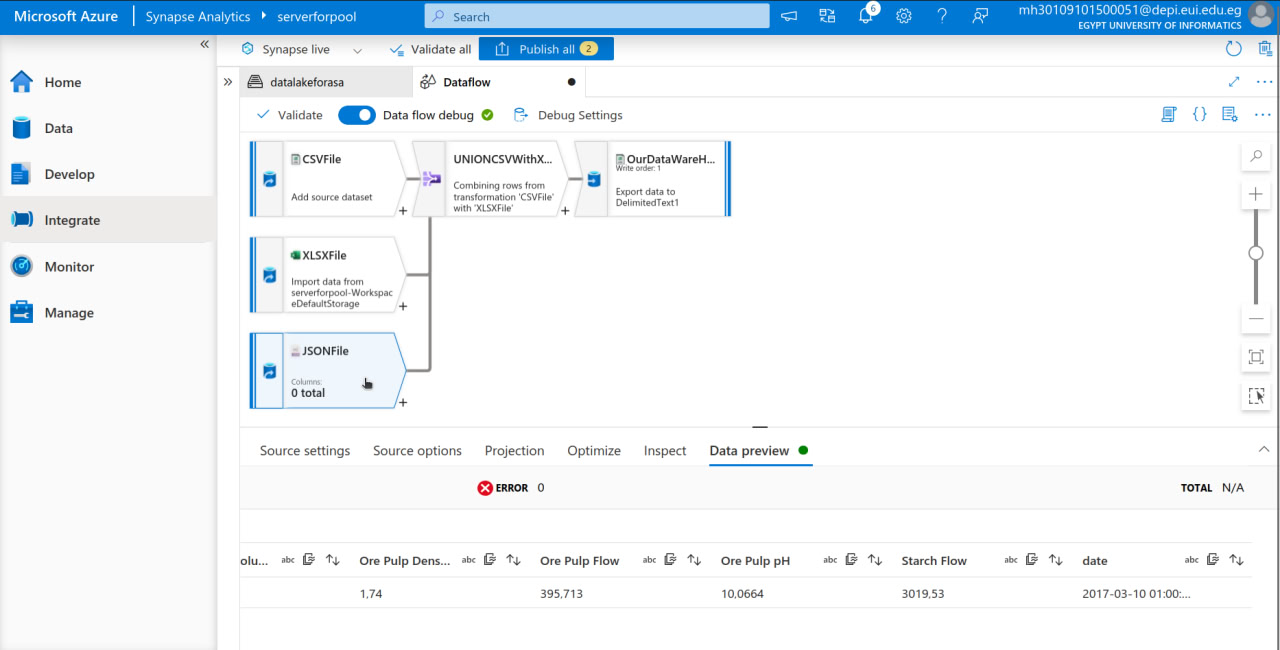 Microsoft Azure Synapse Analytics serverforpool
Search
6
mh30109101500051@depi.eui.edu.eg
EGYPT UNIVERSITY OF INFORMATICS
Home
Data
Develop
Integrate
Monitor
Manage
Synapse live Validate all Publish all 2
datalakeforasa Dataflow
Validate Data flow debug Debug Settings
CSVFile
Add source dataset
UNIONCSVWithX...
Combining rows from
transformation 'CSVFile'
with 'XLSXFile'
OurDataWareH...
Write order: 1
Export data to
DelimitedText1
XLSXFile
Import data from
serverforpool-Workspac
eDefaultStorage
JSONFile
Columns:
0 total
Source settings Source options Projection Optimize Inspect Data preview
ERROR 0 TOTAL N/A
olu... abc Ore Pulp Dens... abc Ore Pulp Flow abc Ore Pulp pH abc Starch Flow abc date abc
1,74 395,713 10,0664 3019,53 2017-03-10 01:00:...